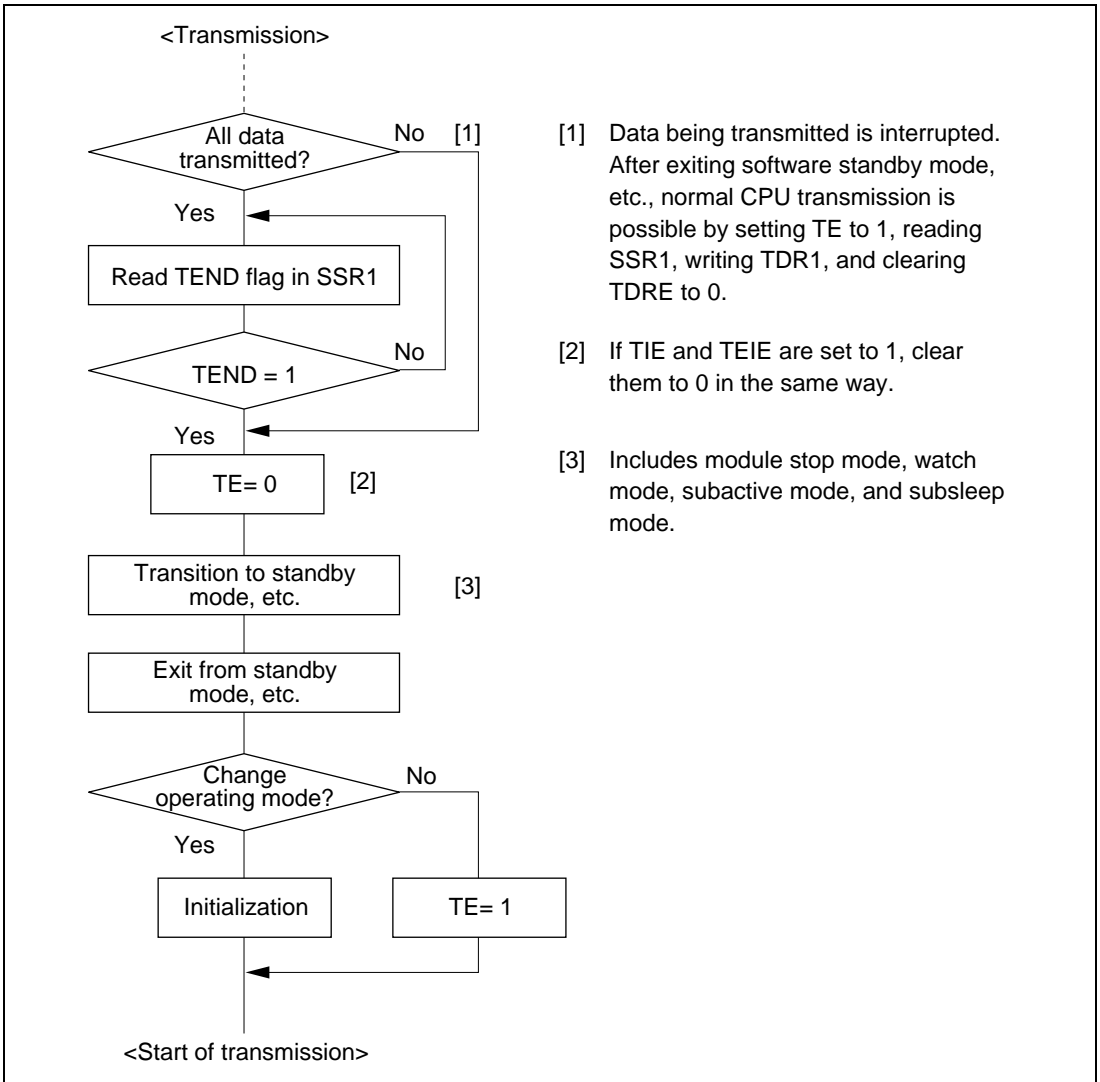 <Transmission>
All data
transmitted?
No [1]
Yes
Read TEND flag in SSR1
TEND = 1
No
Yes
TE= 0
[2]
Transition to standby
mode, etc.
[3]
Exit from standby
mode, etc.
Change
operating mode?
No
Yes
Initialization
TE= 1
<Start of transmission>
[1] Data being transmitted is interrupted.
After exiting software standby mode,
etc., normal CPU transmission is
possible by setting TE to 1, reading
SSR1, writing TDR1, and clearing
TDRE to 0.
[2] If TIE and TEIE are set to 1, clear
them to 0 in the same way.
[3] Includes module stop mode, watch
mode, subactive mode, and subsleep
mode.